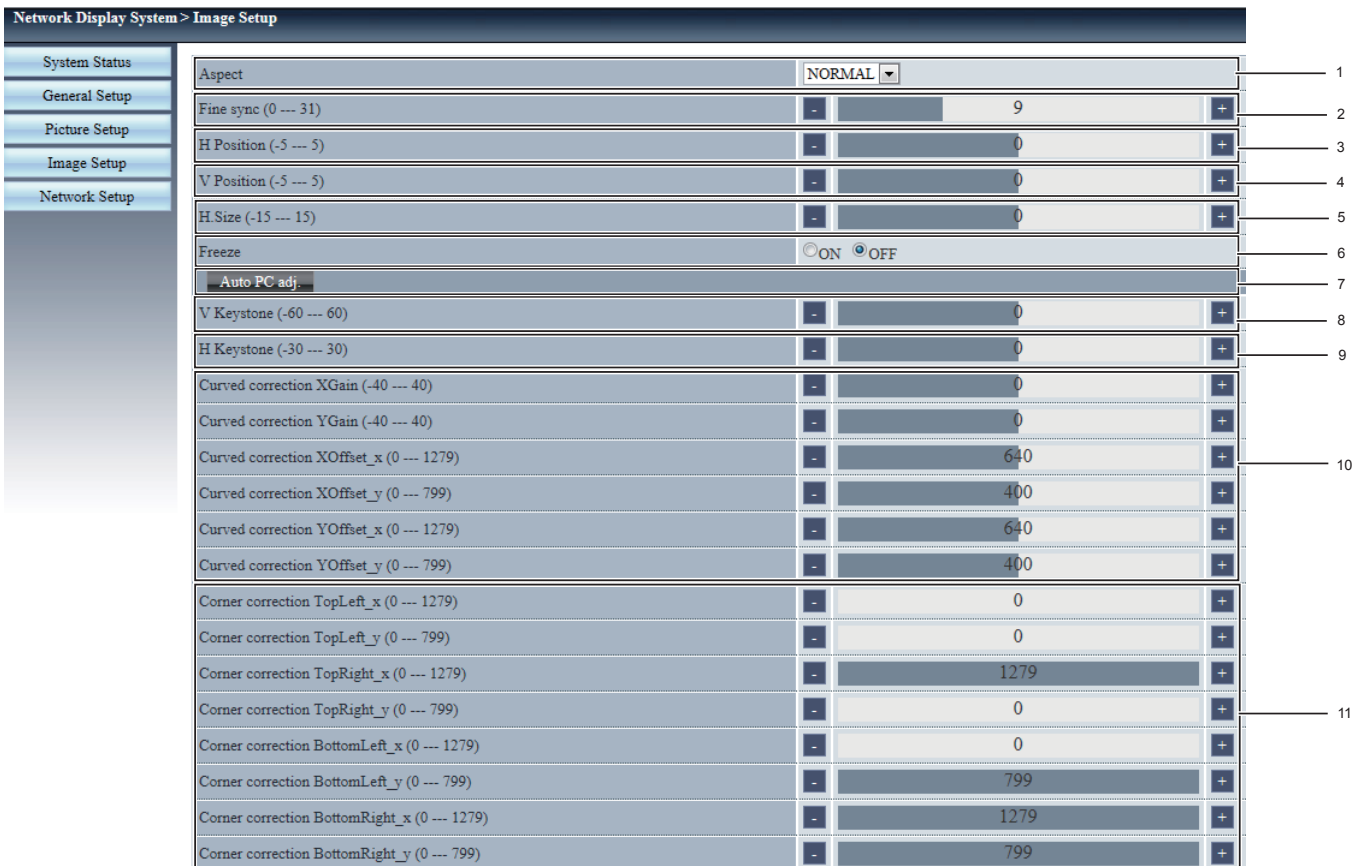 Network Display System > Image Setup
System Status
General Setup
Picture Setup
Image Setup
Network Setup
Aspect NORMAL 1
Fine sync (0 --- 31) - 9 + 2
H Position (-5 --- 5) - 0 + 3
V Position (-5 --- 5) - 0 + 4
H.Size (-15 --- 15) - 0 + 5
Freeze ON OFF 6
Auto PC adj. 7
V Keystone (-60 --- 60) - 0 + 8
H Keystone (-30 --- 30) - 0 + 9
Curved correction XGain (-40 --- 40) - 0 +
Curved correction YGain (-40 --- 40) - 0 +
Curved correction XOffset_x (0 --- 1279) - 640 + 10
Curved correction XOffset_y (0 --- 799) - 400 +
Curved correction YOffset_x (0 --- 1279) - 640 +
Curved correction YOffset_y (0 --- 799) - 400 +
Corner correction TopLeft_x (0 --- 1279) - 0 +
Corner correction TopLeft_y (0 --- 799) - 0 +
Corner correction TopRight_x (0 --- 1279) - 1279 +
Corner correction TopRight_y (0 --- 799) - 0 + 11
Corner correction BottomLeft_x (0 --- 1279) - 0 +
Corner correction BottomLeft_y (0 --- 799) - 799 +
Corner correction BottomRight_x (0 --- 1279) - 1279 +
Corner correction BottomRight_y (0 --- 799) - 799 +